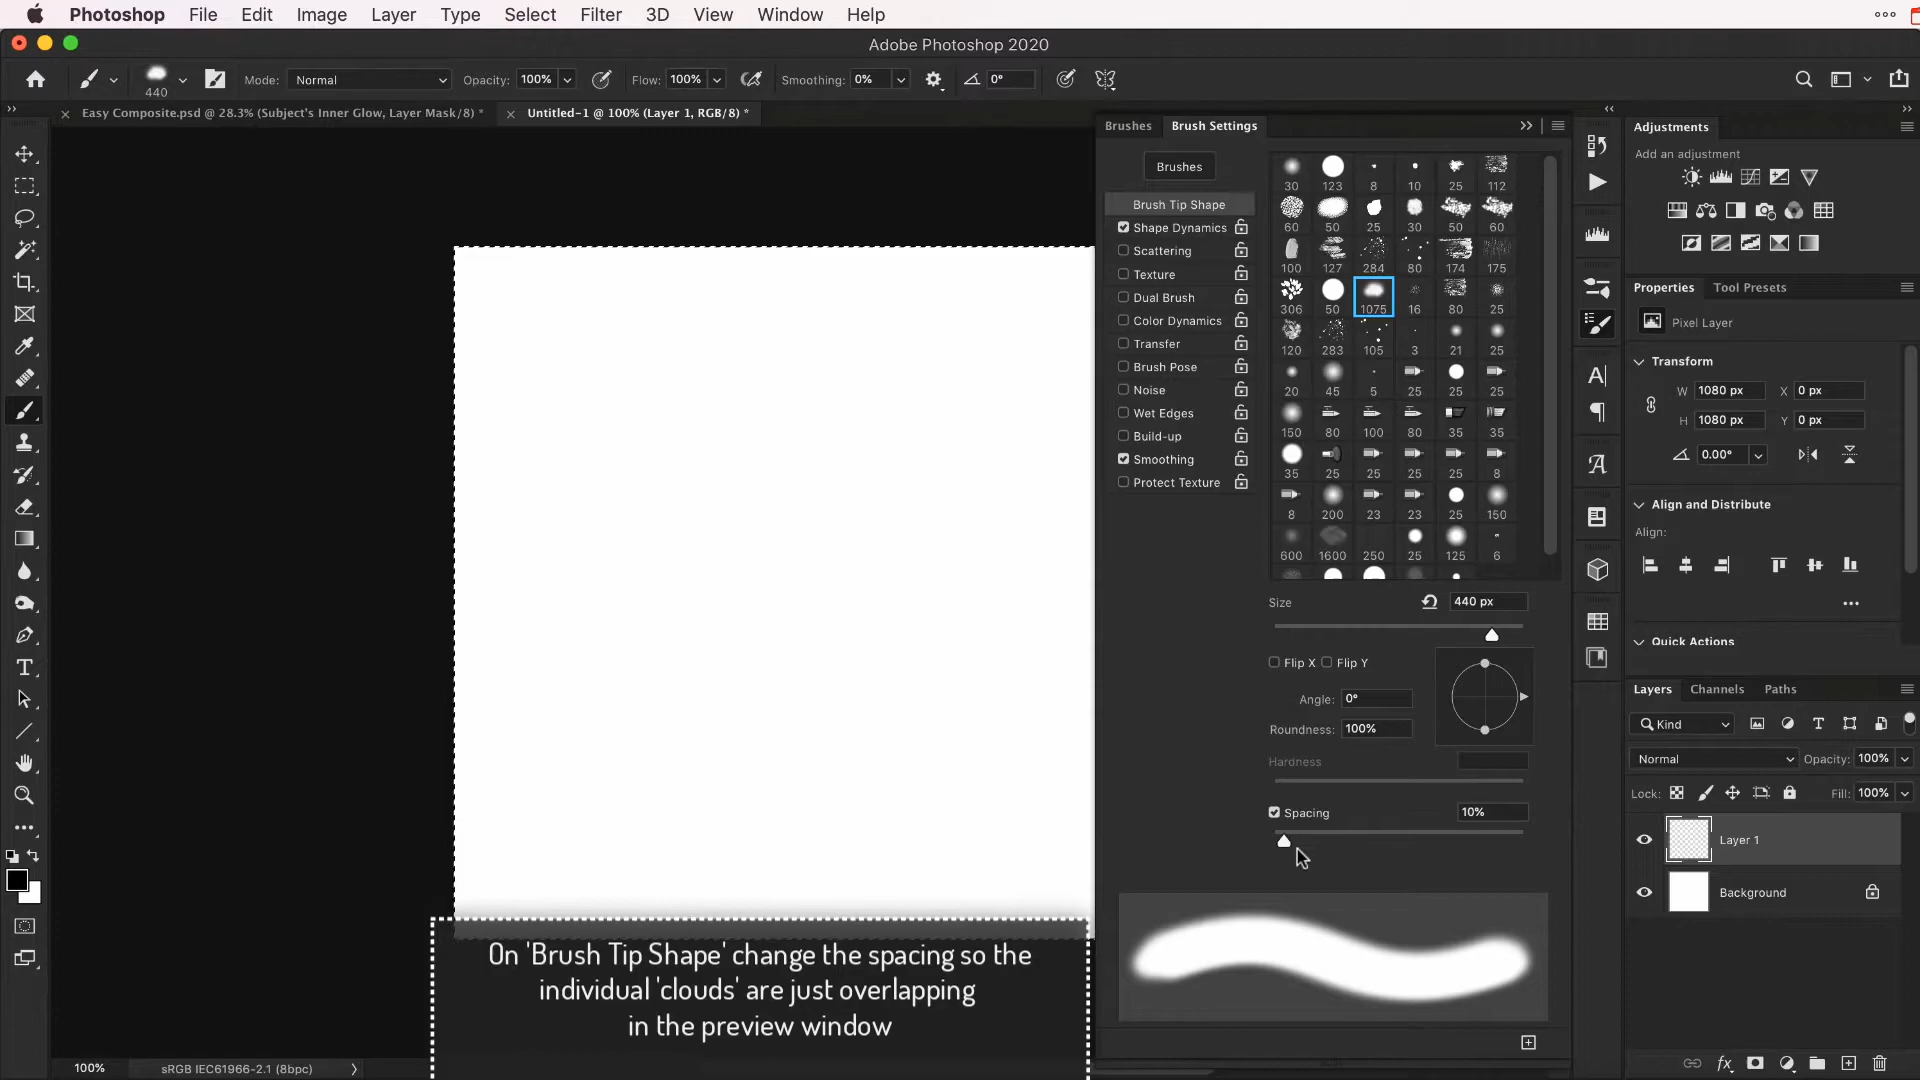 Photoshop File Edit Image Layer Type Select Filter 3D View Window Help
Adobe Photoshop 2020
440 Mode: Normal Opacity: 100% Flow: 100% Smoothing: 0% 0°
Easy Composite.psd @ 28.3% (Subject's Inner Glow, Layer Mask/8) *
Untitled-1 @ 100% (Layer 1, RGB/8) *
Brushes Brush Settings
Brushes
Brush Tip Shape
Shape Dynamics
Scattering
Texture
Dual Brush
Color Dynamics
Transfer
Brush Pose
Noise
Wet Edges
Build-up
Smoothing
Protect Texture
30 123 8 10 25 112
60 50 25 30 50 60
100 127 284 80 174 175
306 50 1075 16 80 25
120 283 105 3 21 25
20 45 5 25 25 25
150 80 100 80 35 35
35 25 25 25 25 8
8 200 23 23 25 150
600 1600 250 25 125 6
Size 440 px
Flip X Flip Y
Angle: 0°
Roundness: 100%
Hardness
Spacing 10%
Adjustments
Add an adjustment
Properties Tool Presets
Pixel Layer
Transform
W 1080 px X 0 px
H 1080 px Y 0 px
0.00°
Align and Distribute
Align:
Quick Actions
Layers Channels Paths
Kind
Normal Opacity: 100%
Lock: Fill: 100%
Layer 1
Background
On 'Brush Tip Shape' change the spacing so the
individual 'clouds' are just overlapping
in the preview window
100% sRGB IEC61966-2.1 (8bpc)